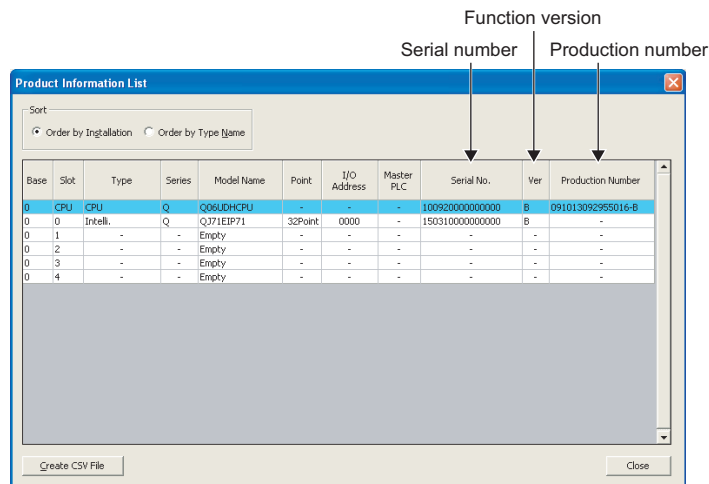 Function version
Serial number Production number
Product Information List
Sort
Order by Installation Order by Type Name
Base Slot Type Series Model Name Point I/O Address Master PLC Serial No. Ver Production Number
0 CPU CPU Q Q06UDHCPU - - - 100920000000000 B 091013092955016-B
0 0 Intelli. Q QJ71EIP71 32Point 0000 - 150310000000000 B -
0 1 - - Empty - - - - - -
0 2 - - Empty - - - - - -
0 3 - - Empty - - - - - -
0 4 - - Empty - - - - - -
Create CSV File Close